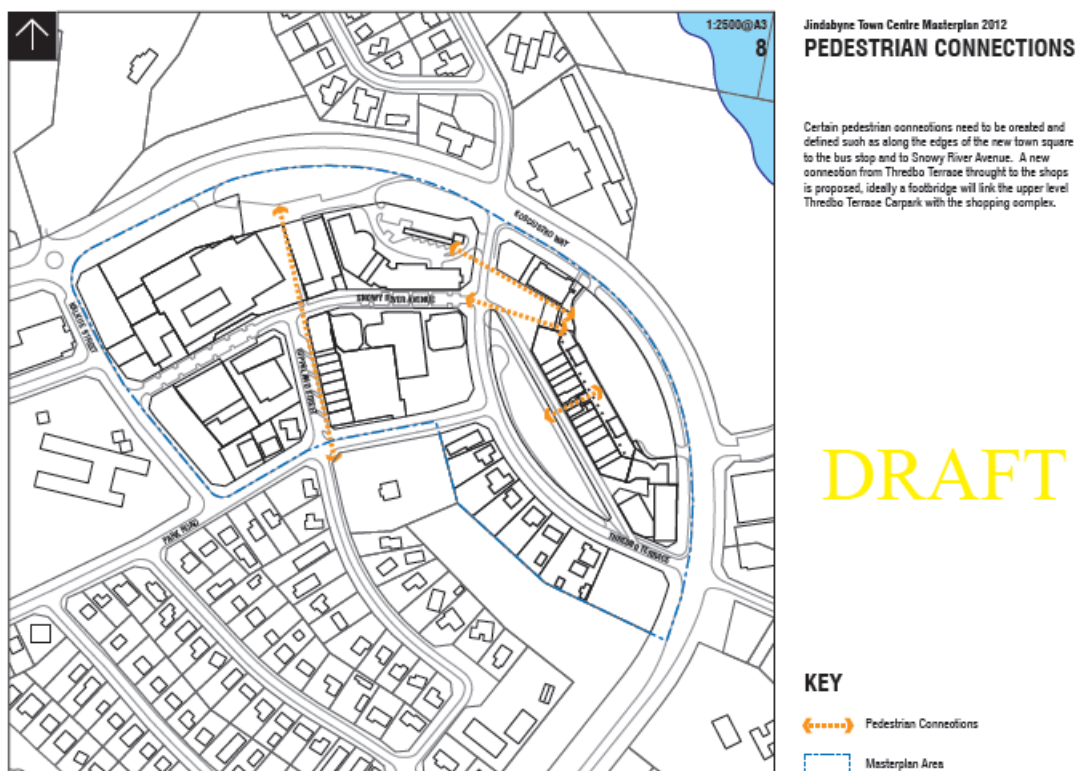 1:2500@A3
8
Jindabyne Town Centre Masterplan 2012
PEDESTRIAN CONNECTIONS
Certain pedestrian connections need to be created and
defined such as along the edges of the new town square
to the bus stop and to Snowy River Avenue. A new
connection from Thredbo Terrace throught to the shops
is proposed, ideally a footbridge will link the upper level
Thredbo Terrace Carpark with the shopping complex.
KOSCIUSZKO WAY
SNOWY RIVER AVENUE
GIPPSLAND STREET
PARK ROAD
THREDBO TERRACE
DRAFT
KEY
Pedestrian Connections
Masterplan Area